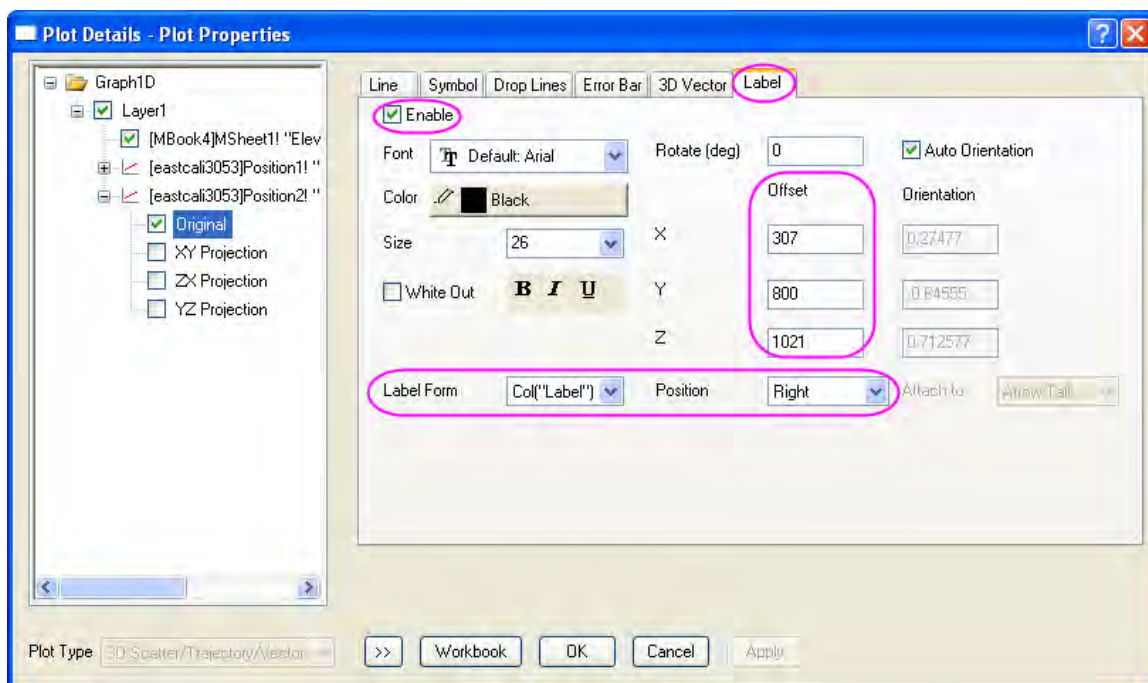 Plot Details - Plot Properties
Graph1D
Layer1
[MBook4]MSheet1! "Elev
[eastcali3053]Position1! "
[eastcali3053]Position2! "
Original
XY Projection
ZX Projection
YZ Projection
Line Symbol Drop Lines Error Bar 3D Vector Label
Enable
Font Default: Arial Rotate (deg) 0 Auto Orientation
Color Black Offset Orientation
Size 26 X 307 0.27477
White Out B I U Y 800 -0.64555
Z 1021 0.712577
Label Form Col("Label") Position Right Attach to Arrow Tail
Plot Type 3D Scatter/Trajectory/Vector >> Workbook OK Cancel Apply